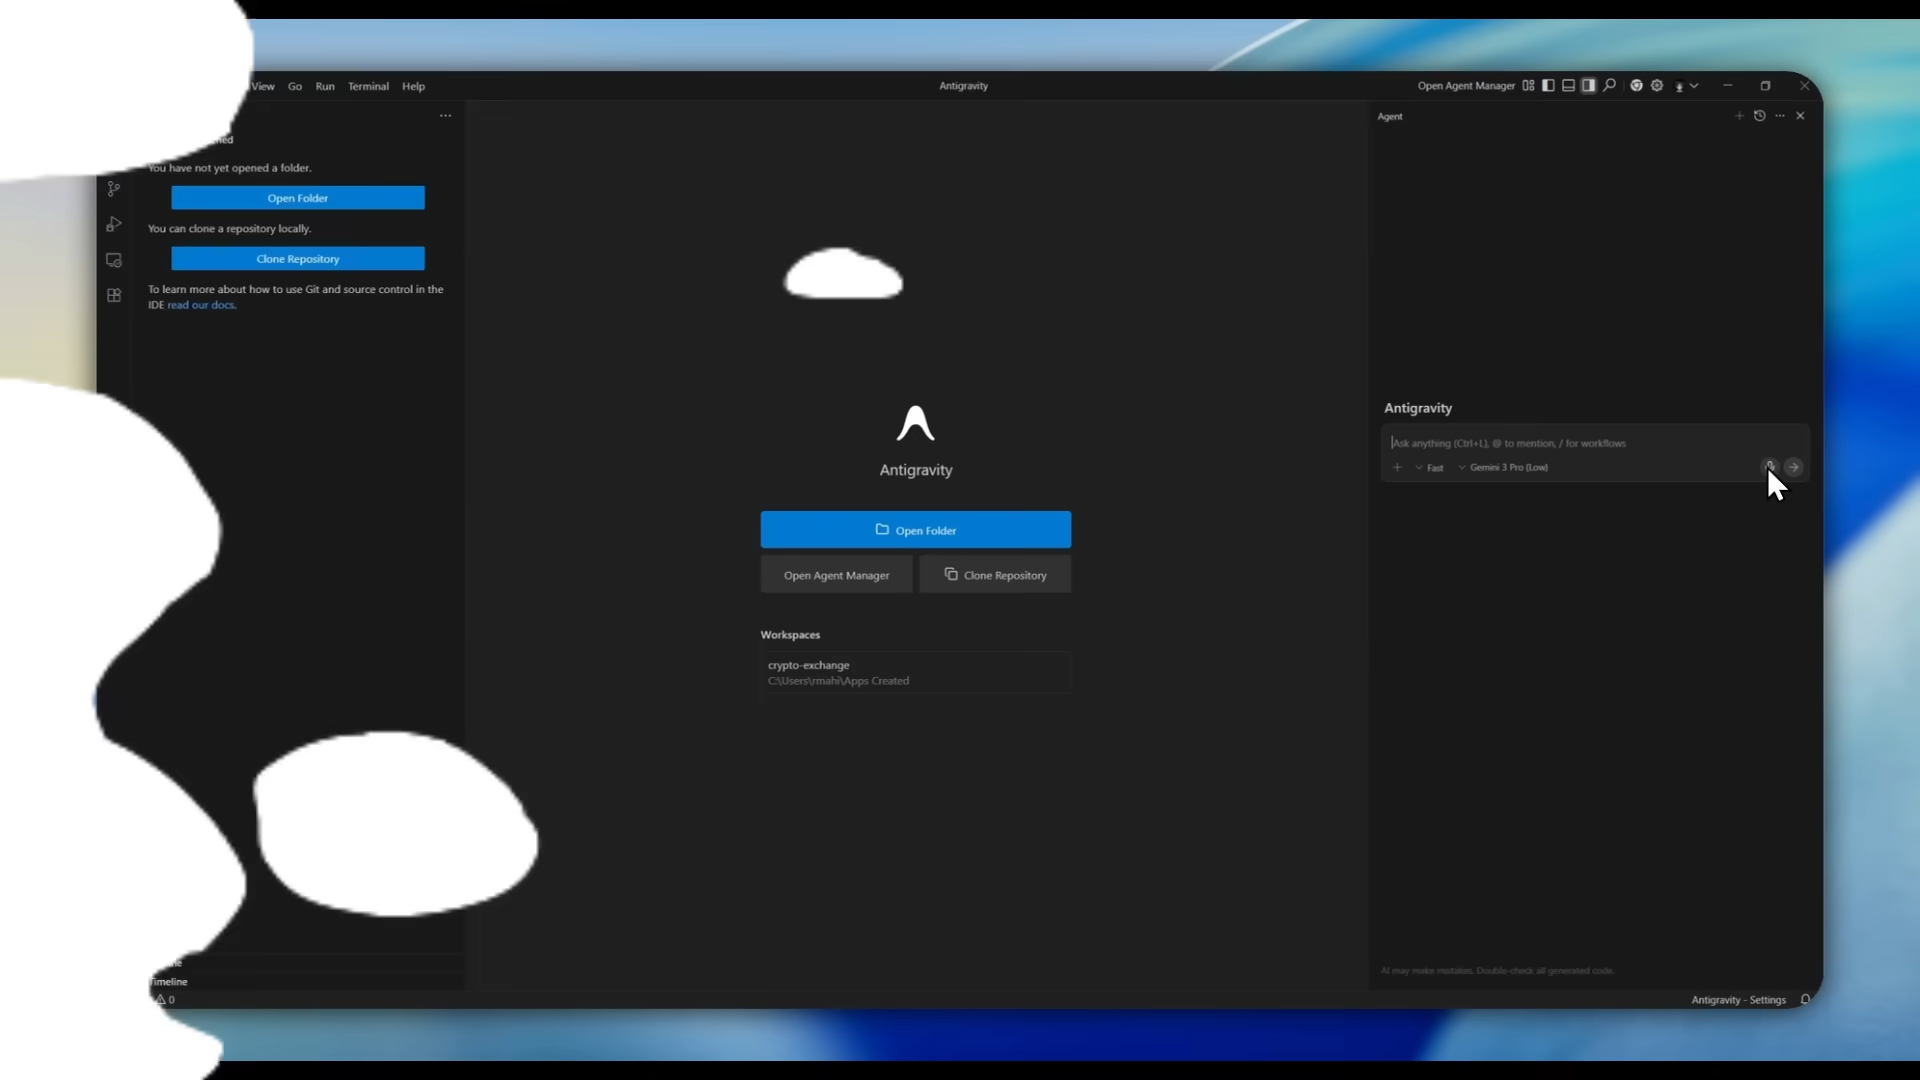 View Go Run Terminal Help
Antigravity
Open Agent Manager
You have not yet opened a folder.
Open Folder
You can clone a repository locally.
Clone Repository
To learn more about how to use Git and source control in the
IDE read our docs.
Timeline
0
Antigravity
Open Folder
Open Agent Manager
Clone Repository
Workspaces
crypto-exchange
C:\Users\rmahi\Apps Created
Agent
Antigravity
Ask anything (Ctrl+L), @ to mention, / for workflows
Fast
Gemini 3 Pro (Low)
AI may make mistakes. Double-check all generated code.
Antigravity - Settings